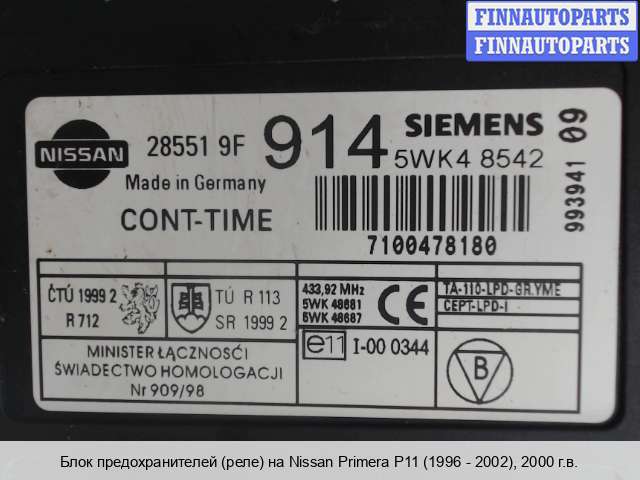 FINNAUTOPARTS
FINNAUTOPARTS
NISSAN
28551 9F 914
SIEMENS
5WK4 8542
993941 09
Made in Germany
CONT-TIME
7100478180
ČTÚ 1999 2
R 712
TÚ R 113
SR 1999 2
433,92 MHz
5WK 48681
5WK 48687
CE
TA-110-LPD-GR.YME
CEPT-LPD-I
MINISTER ŁĄCZNOŚĆI
ŚWIADECTWO HOMOLOGACJI
Nr 909/98
e11 I-00 0344
B
Блок предохранителей (реле) на Nissan Primera P11 (1996 - 2002), 2000 г.в.